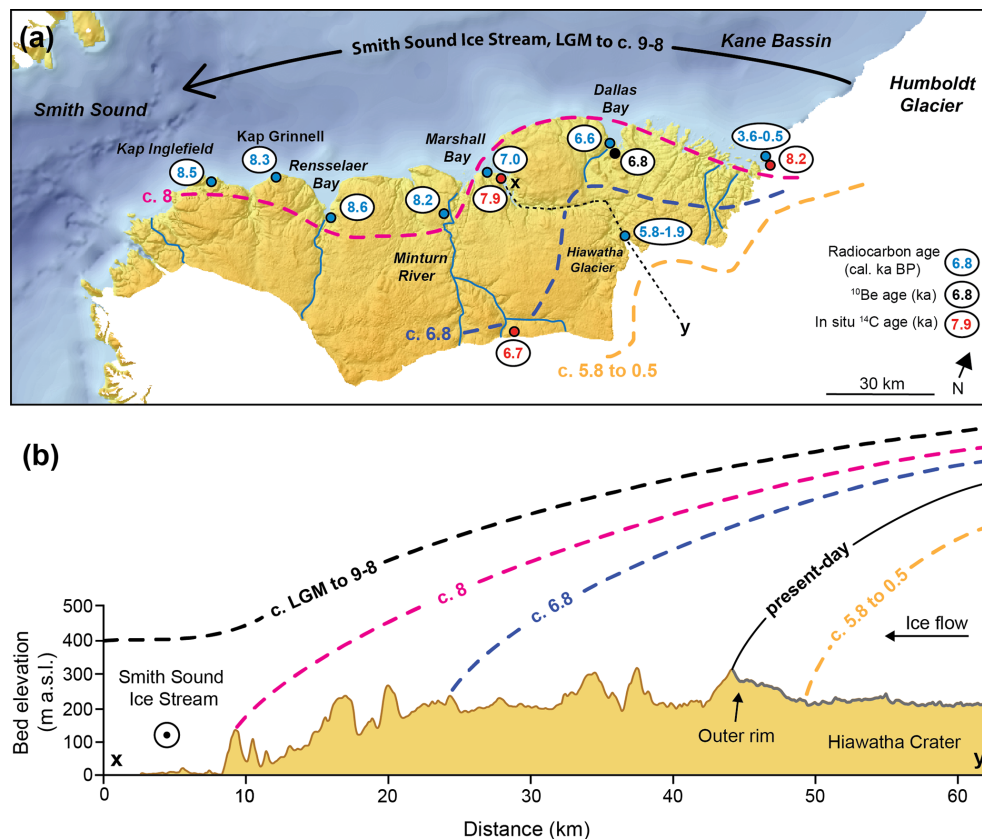 (a)
Smith Sound Ice Stream, LGM to c. 9-8
Kane Bassin
Humboldt
Glacier
Smith Sound
Dallas
Bay
Kap Inglefield
Kap Grinnell
Marshall
Bay
Rensselaer
Bay
8.5
8.3
7.0
6.6
6.8
3.6-0.5
8.2
c. 8
8.6
8.2
7.9
x
5.8-1.9
Hiawatha
Glacier
Minturn
River
c. 6.8
6.7
y
c. 5.8 to 0.5
Radiocarbon age
(cal. ka BP)
6.8
¹⁰Be age (ka)
6.8
In situ ¹⁴C age (ka)
7.9
30 km
N
(b)
c. LGM to 9-8
c. 8
c. 6.8
present-day
c. 5.8 to 0.5
Ice flow
Bed elevation
(m a.s.l.)
500
400
300
200
100
0
Smith Sound
Ice Stream
x
Outer rim
Hiawatha Crater
y
0
10
20
30
40
50
60
Distance (km)